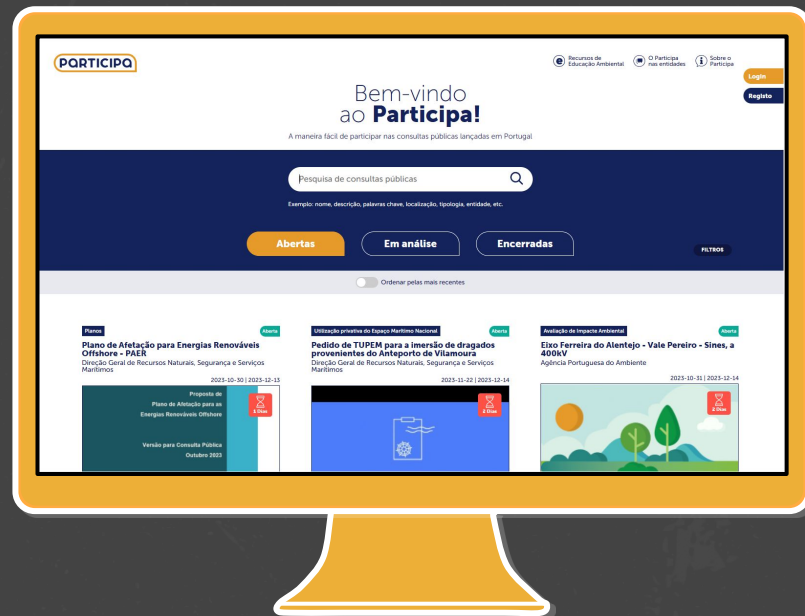 PARTICIPA
Recursos de
Educação Ambiental
O Participa
nas entidades
Sobre o
Participa
Login
Registo
Bem-vindo
ao Participa!
A maneira fácil de participar nas consultas públicas lançadas em Portugal
Pesquisa de consultas públicas
Exemplo: nome, descrição, palavras chave, localização, tipologia, entidade, etc.
Abertas
Em análise
Encerradas
FILTROS
Ordenar pelas mais recentes
Planos
Aberta
Plano de Afetação para Energias Renováveis
Offshore - PAER
Direção Geral de Recursos Naturais, Segurança e Serviços
Marítimos
2023-10-30 | 2023-12-13
Proposta de
Plano de Afetação para as
Energias Renováveis Offshore
Versão para Consulta Pública
Outubro 2023
1 Dias
Utilização privativa do Espaço Marítimo Nacional
Aberta
Pedido de TUPEM para a imersão de dragados
provenientes do Anteporto de Vilamoura
Direção Geral de Recursos Naturais, Segurança e Serviços
Marítimos
2023-11-22 | 2023-12-14
2 Dias
Avaliação de Impacte Ambiental
Aberta
Eixo Ferreira do Alentejo - Vale Pereiro - Sines, a
400kV
Agência Portuguesa do Ambiente
2023-10-31 | 2023-12-14
2 Dias